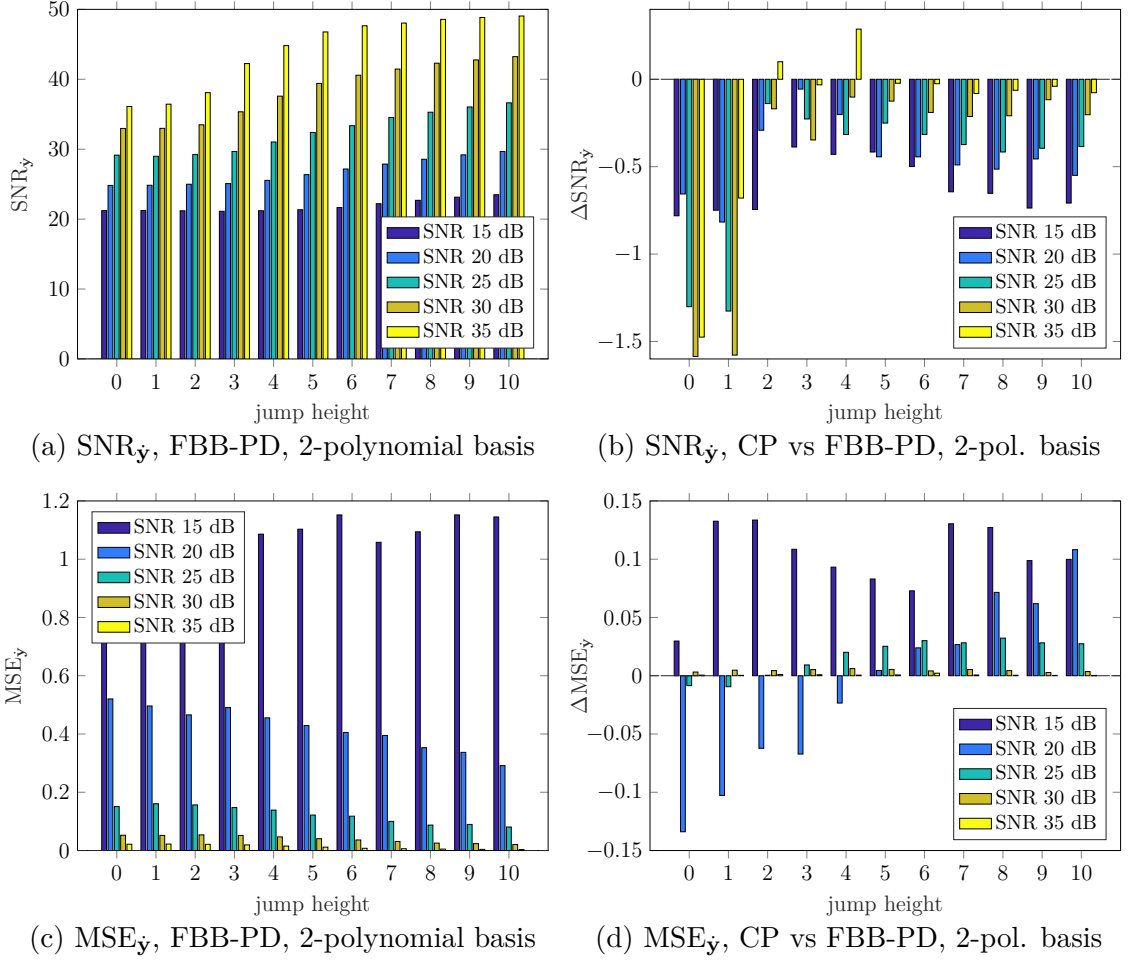 50
40
30
20
10
0
SNR_ẏ
SNR 15 dB
SNR 20 dB
SNR 25 dB
SNR 30 dB
SNR 35 dB
0 1 2 3 4 5 6 7 8 9 10
jump height
(a) SNR_ẏ, FBB-PD, 2-polynomial basis
0
−0.5
−1
−1.5
ΔSNR_ẏ
SNR 15 dB
SNR 20 dB
SNR 25 dB
SNR 30 dB
SNR 35 dB
0 1 2 3 4 5 6 7 8 9 10
jump height
(b) SNR_ẏ, CP vs FBB-PD, 2-pol. basis
1.2
1
0.8
0.6
0.4
0.2
0
MSE_ẏ
SNR 15 dB
SNR 20 dB
SNR 25 dB
SNR 30 dB
SNR 35 dB
0 1 2 3 4 5 6 7 8 9 10
jump height
(c) MSE_ẏ, FBB-PD, 2-polynomial basis
0.15
0.1
0.05
0
−0.05
−0.1
−0.15
ΔMSE_ẏ
SNR 15 dB
SNR 20 dB
SNR 25 dB
SNR 30 dB
SNR 35 dB
0 1 2 3 4 5 6 7 8 9 10
jump height
(d) MSE_ẏ, CP vs FBB-PD, 2-pol. basis